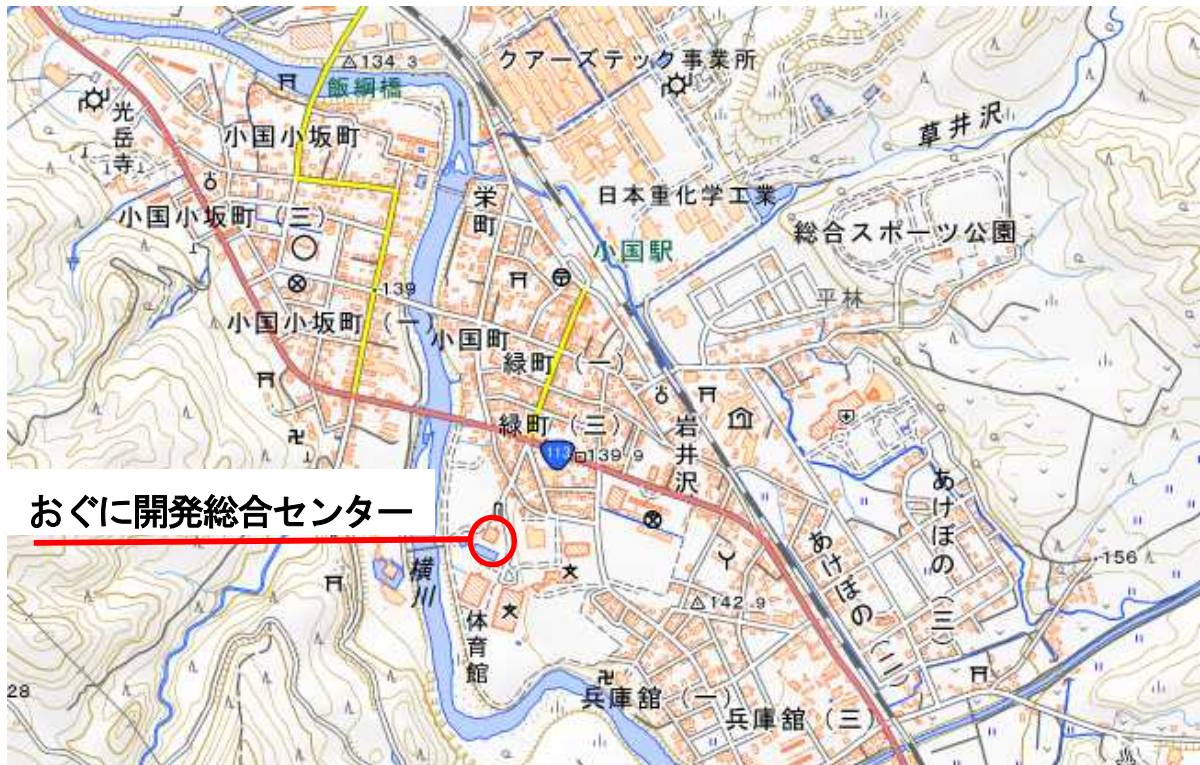 クアーズテック事業所
134.3
飯綱橋
光岳寺
小国小坂町
草井沢
栄町
日本重化学工業
小国小坂町(三)
総合スポーツ公園
小国駅
139
平林
小国小坂町(一)
小国町
緑町(一)
緑町(三)
113
139.9
岩井沢
おぐに開発総合センター
あけぼの(三)
あけぼの(二)
横川
156
142.9
体育館
28
兵庫舘(一)
兵庫舘(三)